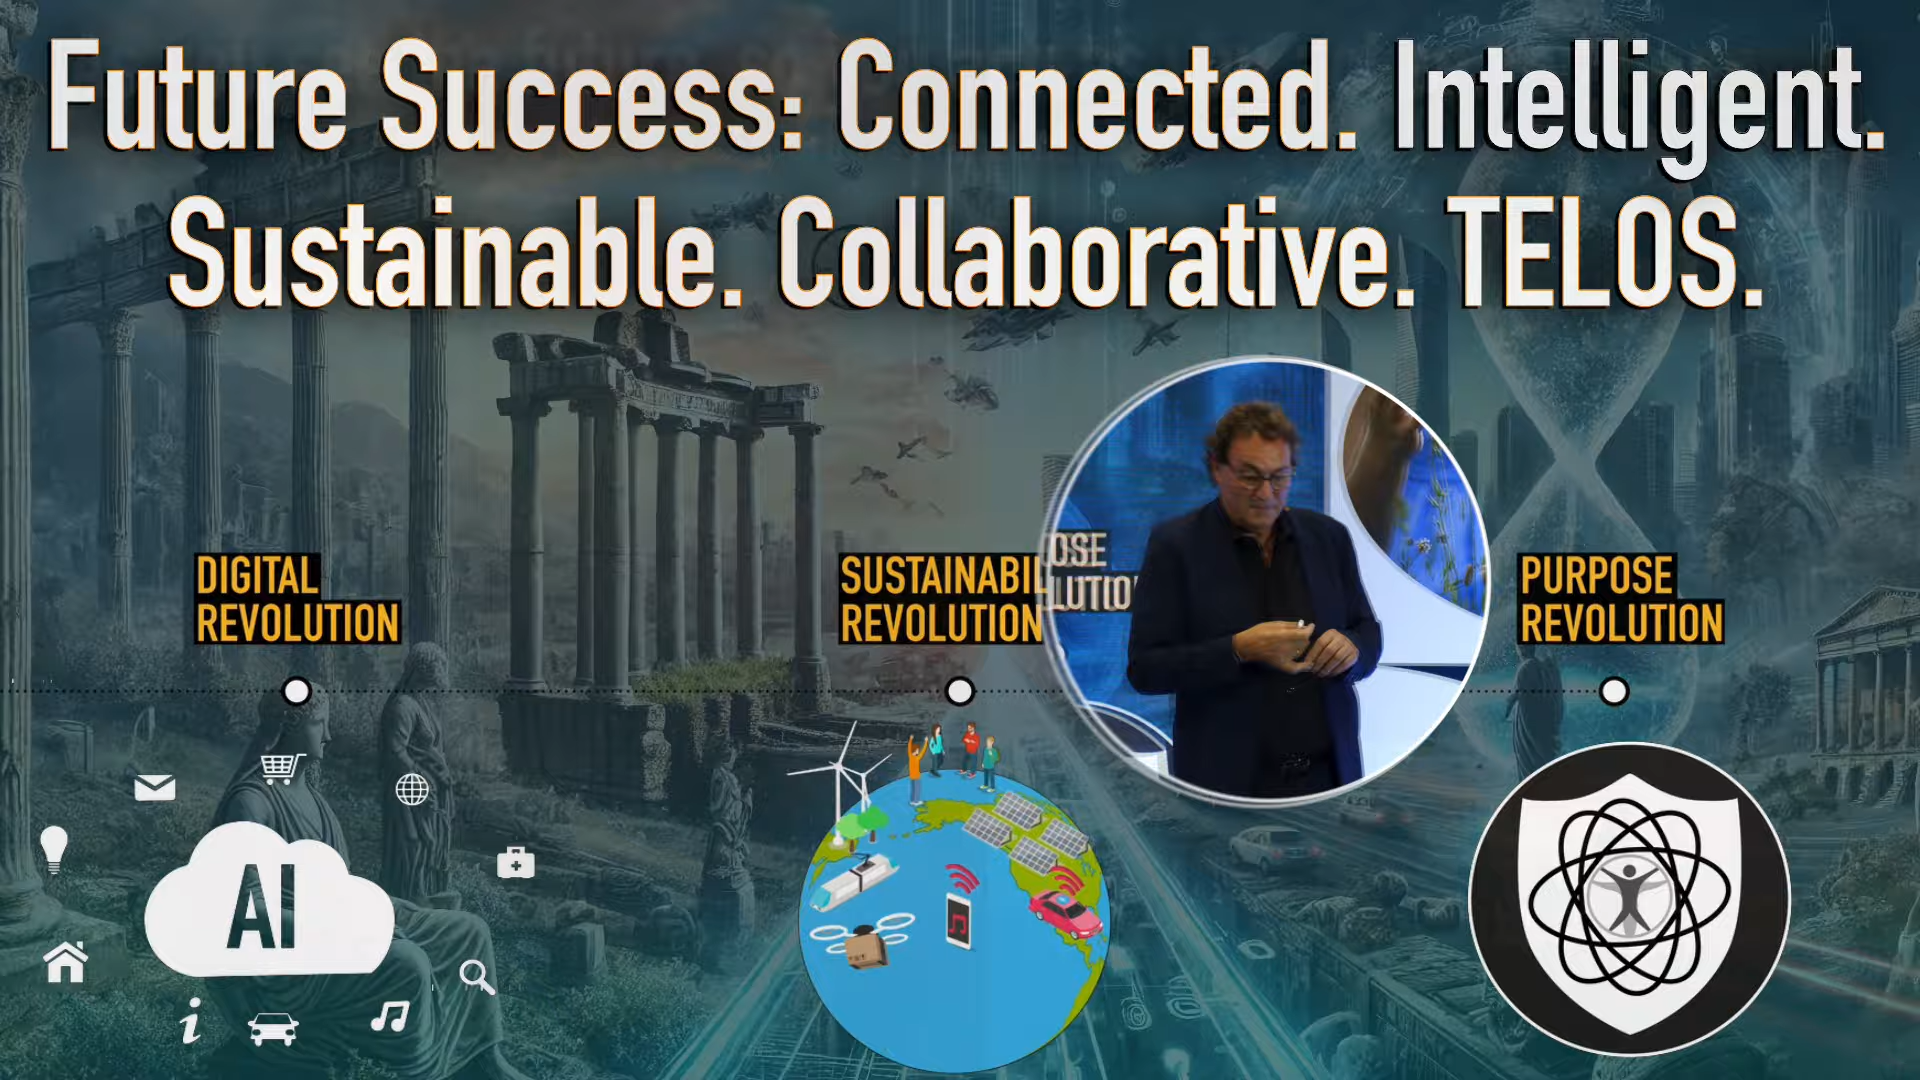 Future Success: Connected. Intelligent.
Sustainable. Collaborative. TELOS.
DIGITAL
REVOLUTION
SUSTAINABIL
REVOLUTION
OSE
LUTIO
PURPOSE
REVOLUTION
AI
i